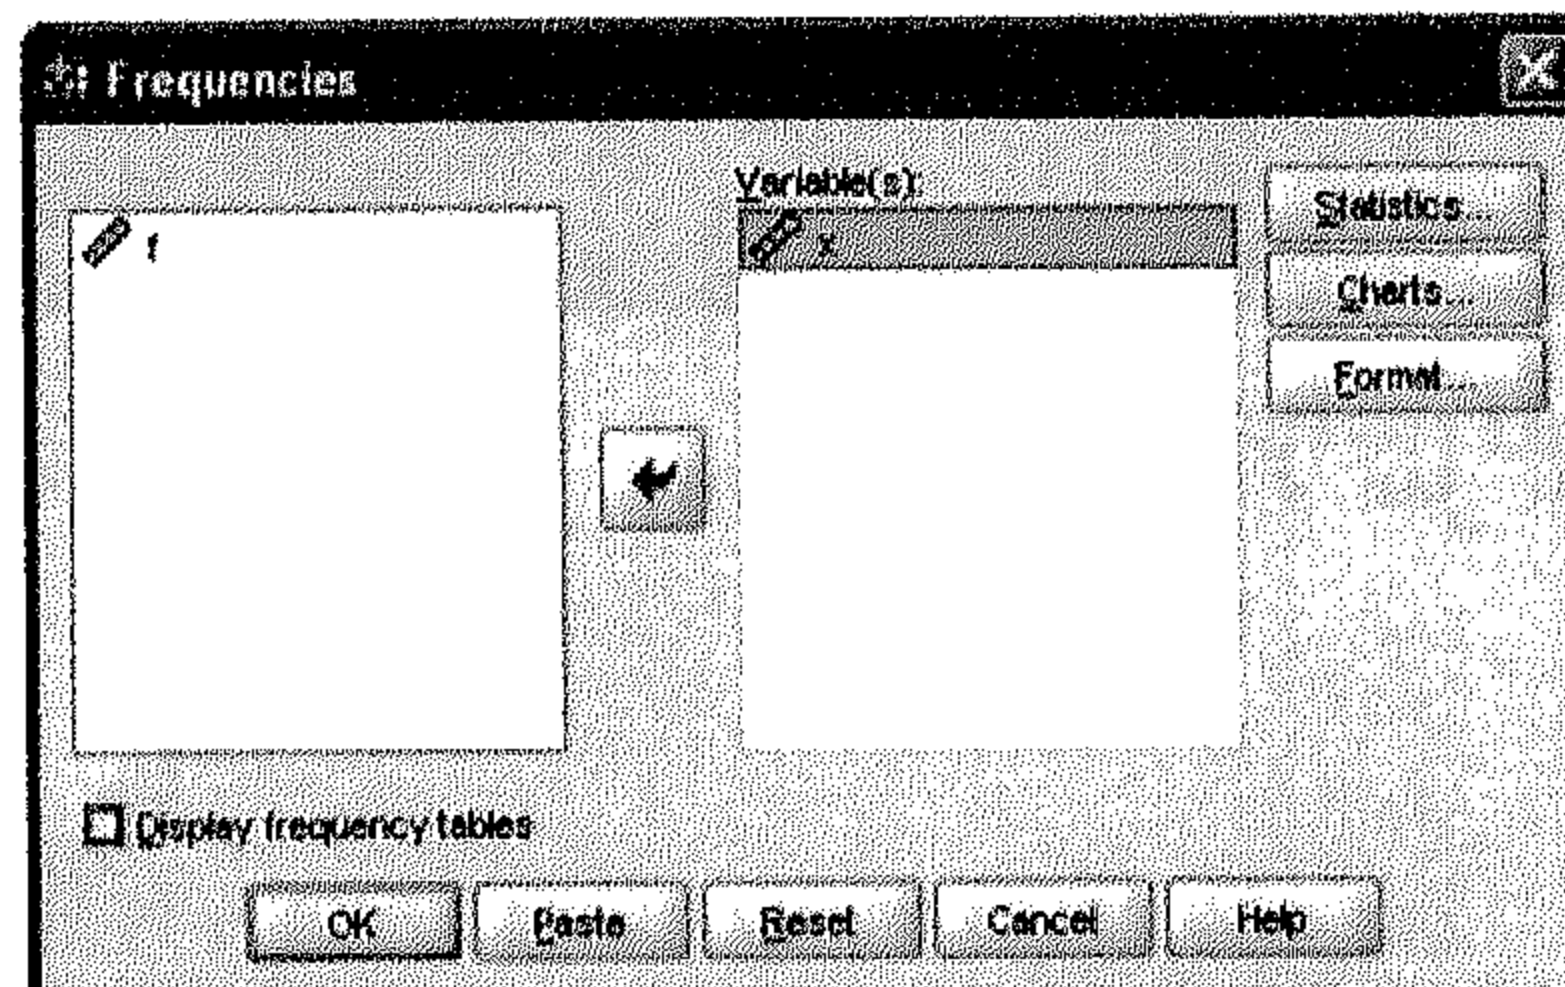 Frequencies
Variable(s):
f
x
Statistics...
Charts...
Format...
Display frequency tables
OK
Paste
Reset
Cancel
Help